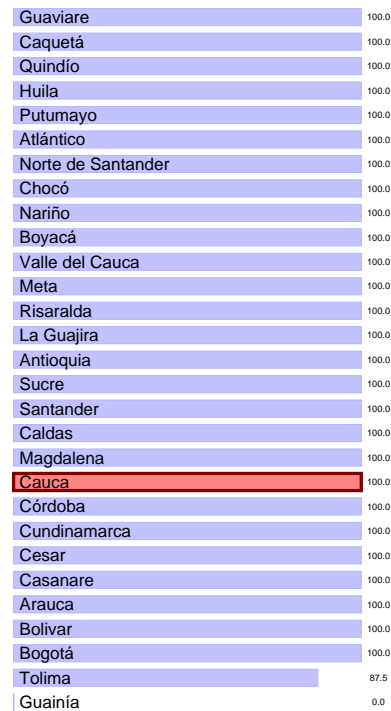 Guaviare 100.0
Caquetá 100.0
Quindío 100.0
Huila 100.0
Putumayo 100.0
Atlántico 100.0
Norte de Santander 100.0
Chocó 100.0
Nariño 100.0
Boyacá 100.0
Valle del Cauca 100.0
Meta 100.0
Risaralda 100.0
La Guajira 100.0
Antioquia 100.0
Sucre 100.0
Santander 100.0
Caldas 100.0
Magdalena 100.0
Cauca 100.0
Córdoba 100.0
Cundinamarca 100.0
Cesar 100.0
Casanare 100.0
Arauca 100.0
Bolivar 100.0
Bogotá 100.0
Tolima 87.5
Guainía 0.0